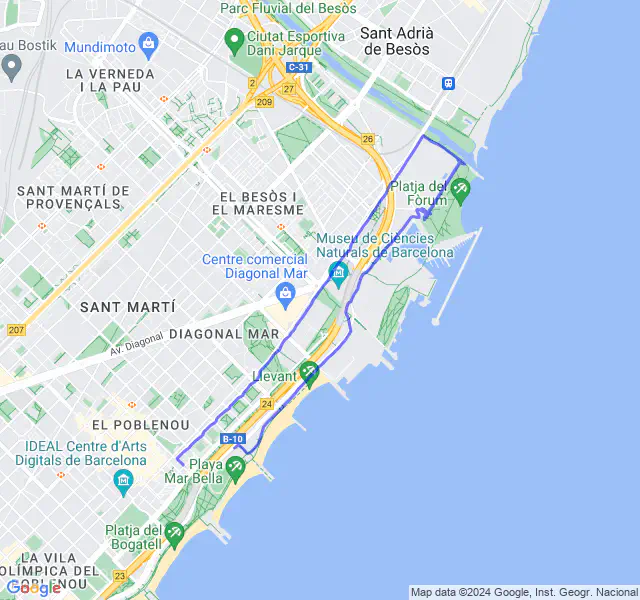 Parc Fluvial del Besòs
Sant Adrià
de Besòs
au Bostik
Mundimoto
Ciutat Esportiva
Dani Jarque
C-31
LA VERNEDA
I LA PAU
2
27
209
26
SANT MARTÍ DE
PROVENÇALS
EL BESÒS I
EL MARESME
Platja del
Fòrum
Museu de Ciències
Naturals de Barcelona
Centre comercial
Diagonal Mar
SANT MARTÍ
207
Av. Diagonal
DIAGONAL MAR
Llevant
24
EL POBLENOU
B-10
IDEAL Centre d'Arts
Digitals de Barcelona
Playa
Mar Bella
Platja del
Bogatell
LA VILA
OLÍMPICA DEL
POBLENOU
23
Google
Map data ©2024 Google, Inst. Geogr. Nacional